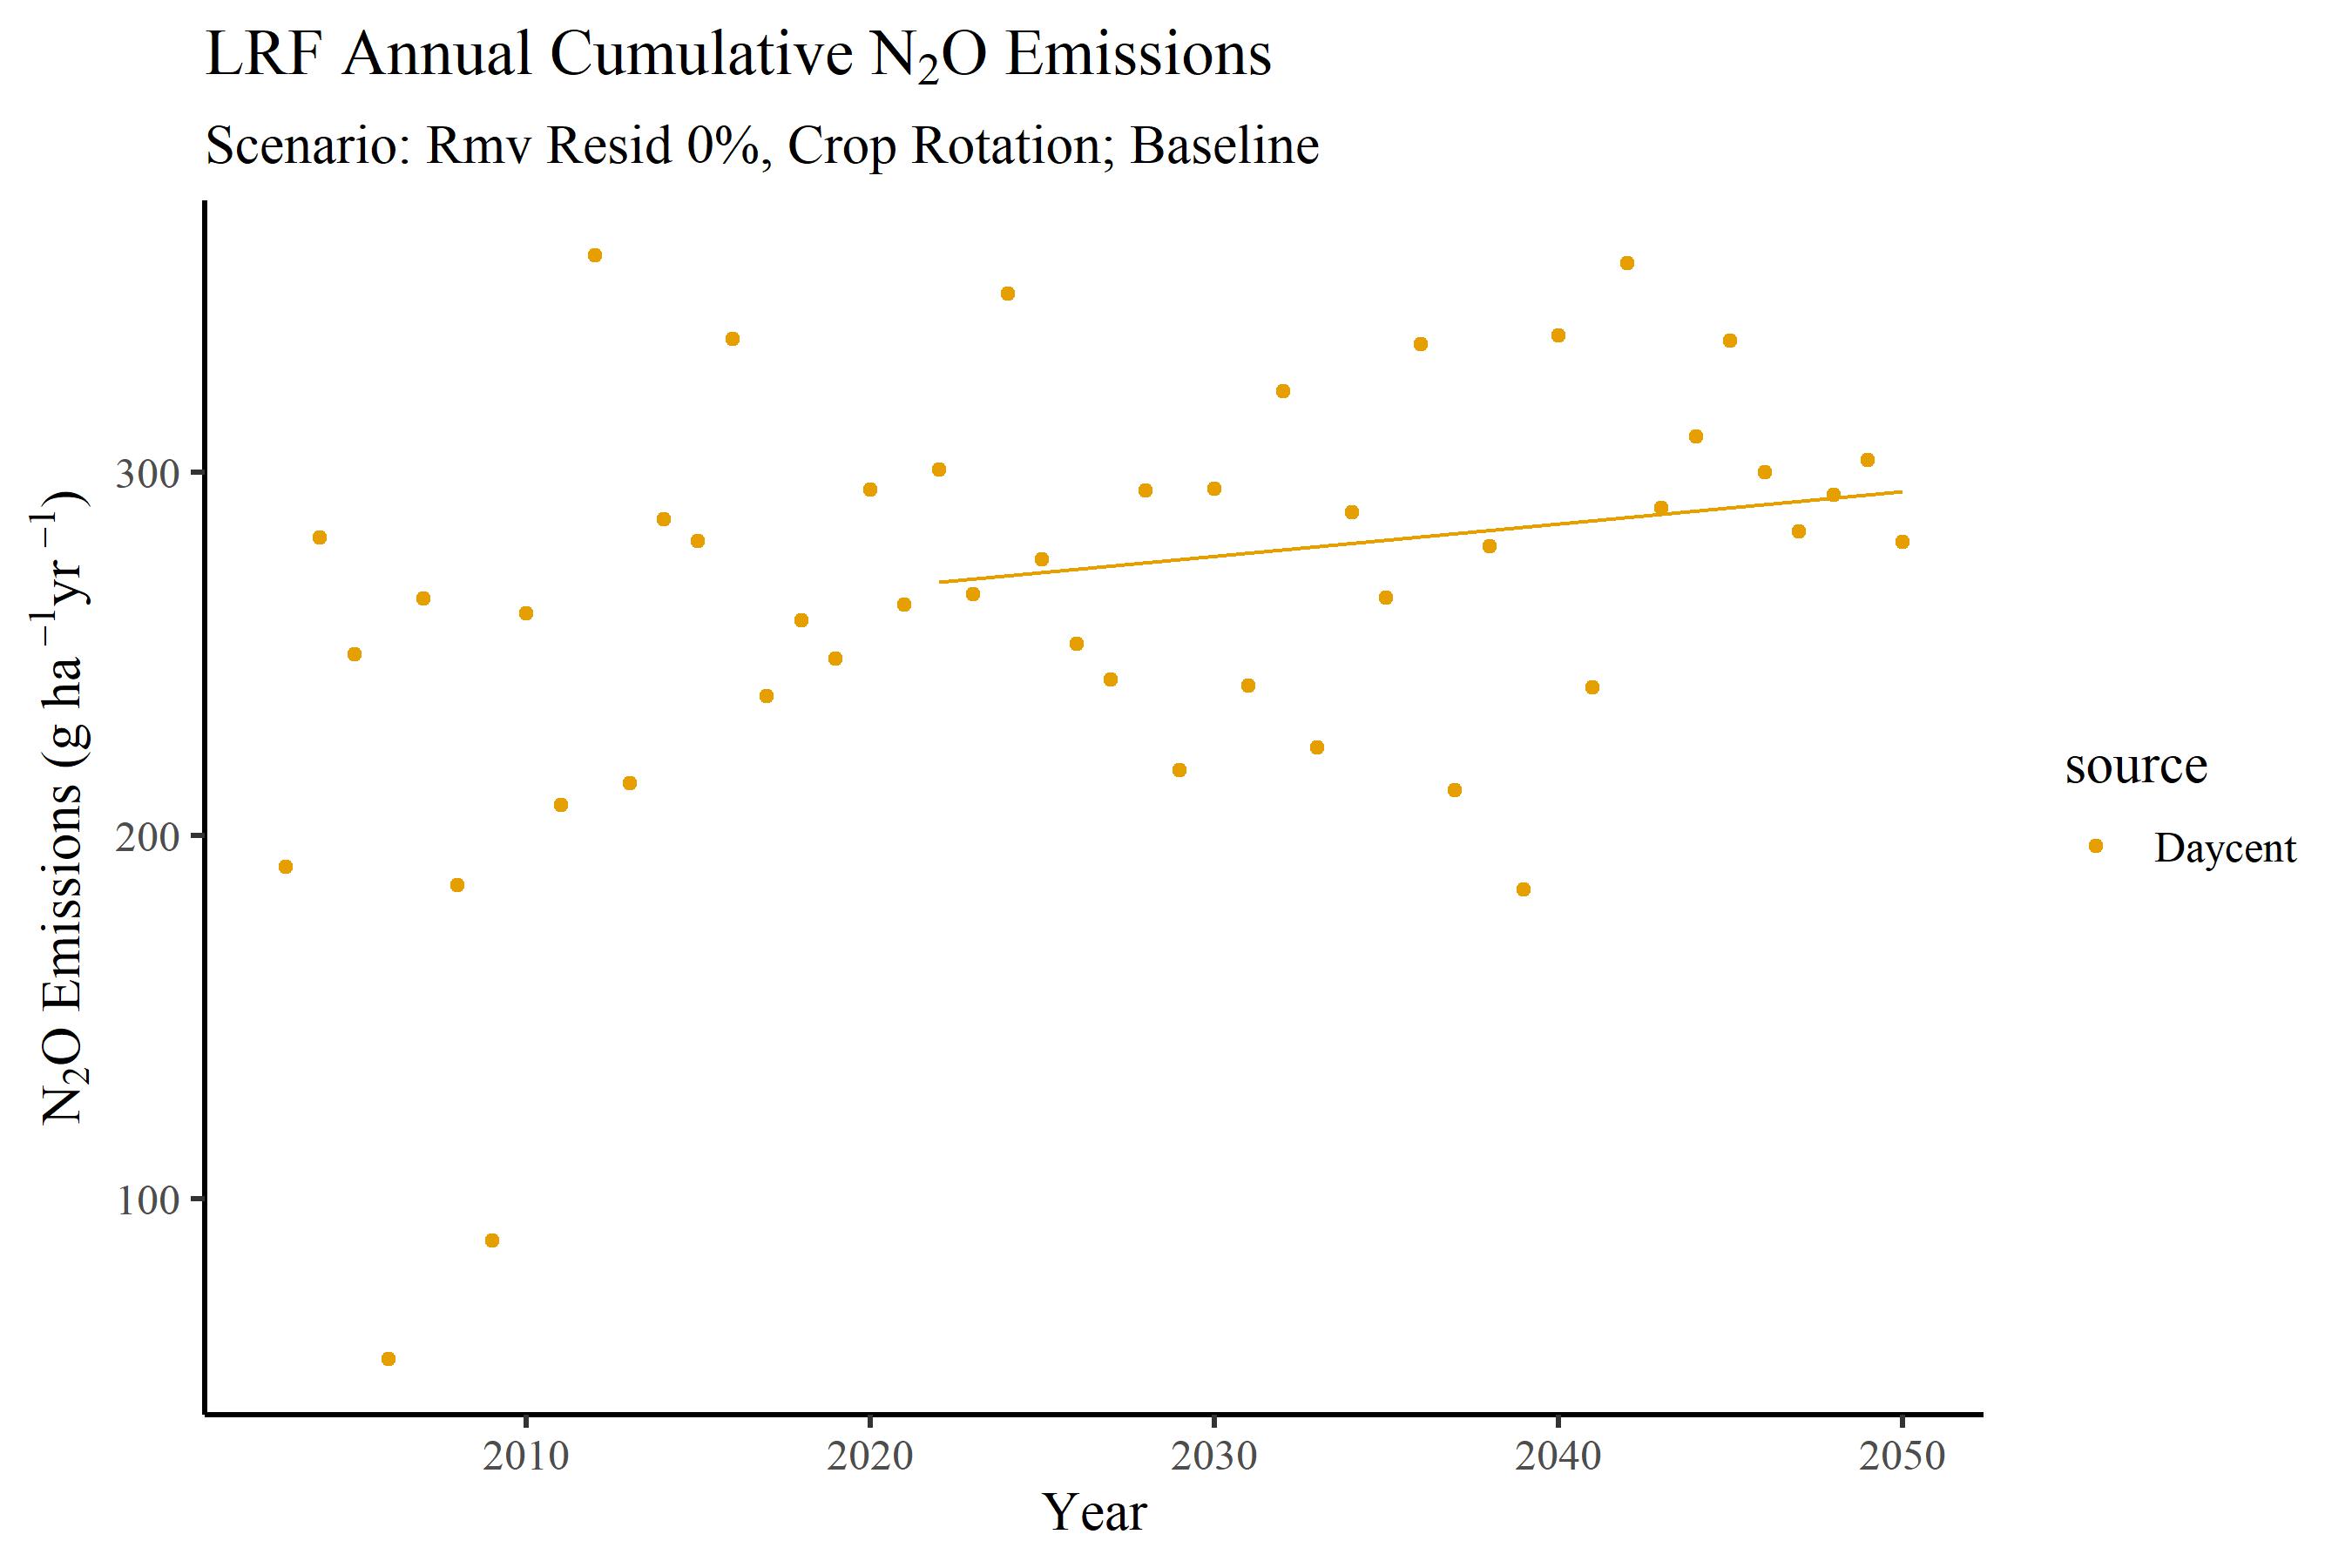 LRF Annual Cumulative N₂O Emissions
Scenario: Rmv Resid 0%, Crop Rotation; Baseline
N₂O Emissions (g ha ⁻¹yr ⁻¹)
300
200
100
2010
2020
2030
2040
2050
Year
source
Daycent